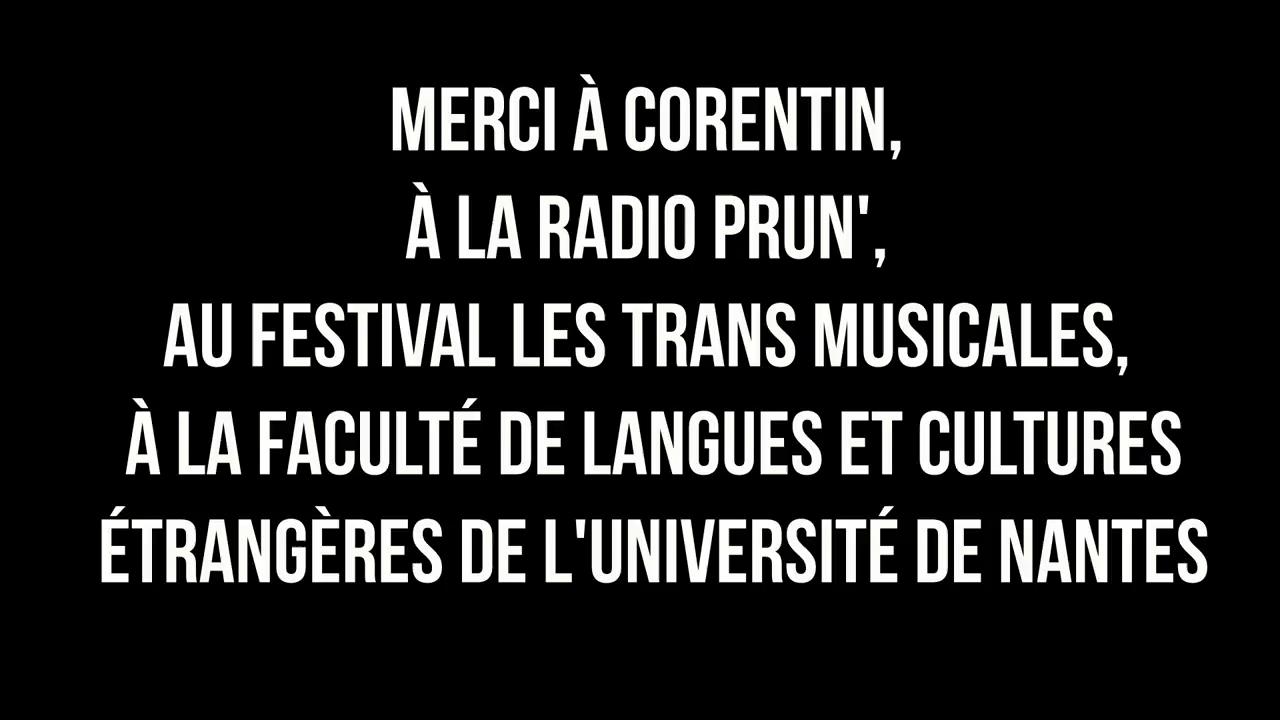 MERCI À CORENTIN,
À LA RADIO PRUN',
AU FESTIVAL LES TRANS MUSICALES,
À LA FACULTÉ DE LANGUES ET CULTURES
ÉTRANGÈRES DE L'UNIVERSITÉ DE NANTES